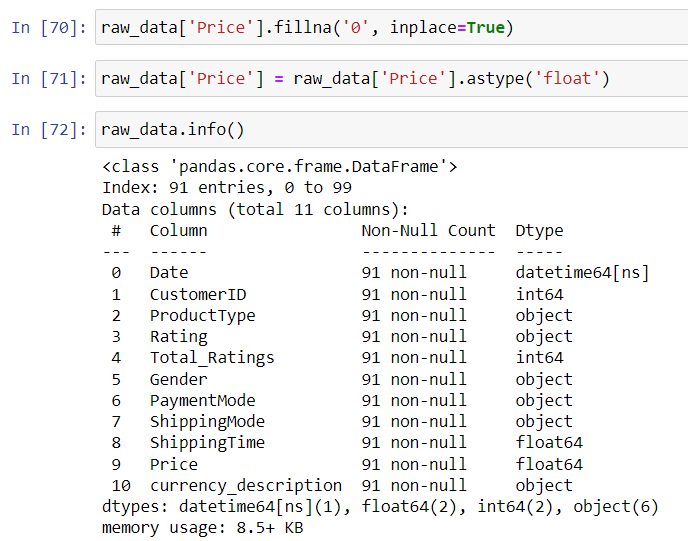 In [70]: raw_data['Price'].fillna('0', inplace=True)
In [71]: raw_data['Price'] = raw_data['Price'].astype('float')
In [72]: raw_data.info()
<class 'pandas.core.frame.DataFrame'>
Index: 91 entries, 0 to 99
Data columns (total 11 columns):
 #   Column                Non-Null Count  Dtype
---  ------                --------------  -----
 0   Date                  91 non-null     datetime64[ns]
 1   CustomerID            91 non-null     int64
 2   ProductType           91 non-null     object
 3   Rating                91 non-null     object
 4   Total_Ratings         91 non-null     int64
 5   Gender                91 non-null     object
 6   PaymentMode           91 non-null     object
 7   ShippingMode          91 non-null     object
 8   ShippingTime          91 non-null     float64
 9   Price                 91 non-null     float64
 10  currency_description  91 non-null     object
dtypes: datetime64[ns](1), float64(2), int64(2), object(6)
memory usage: 8.5+ KB